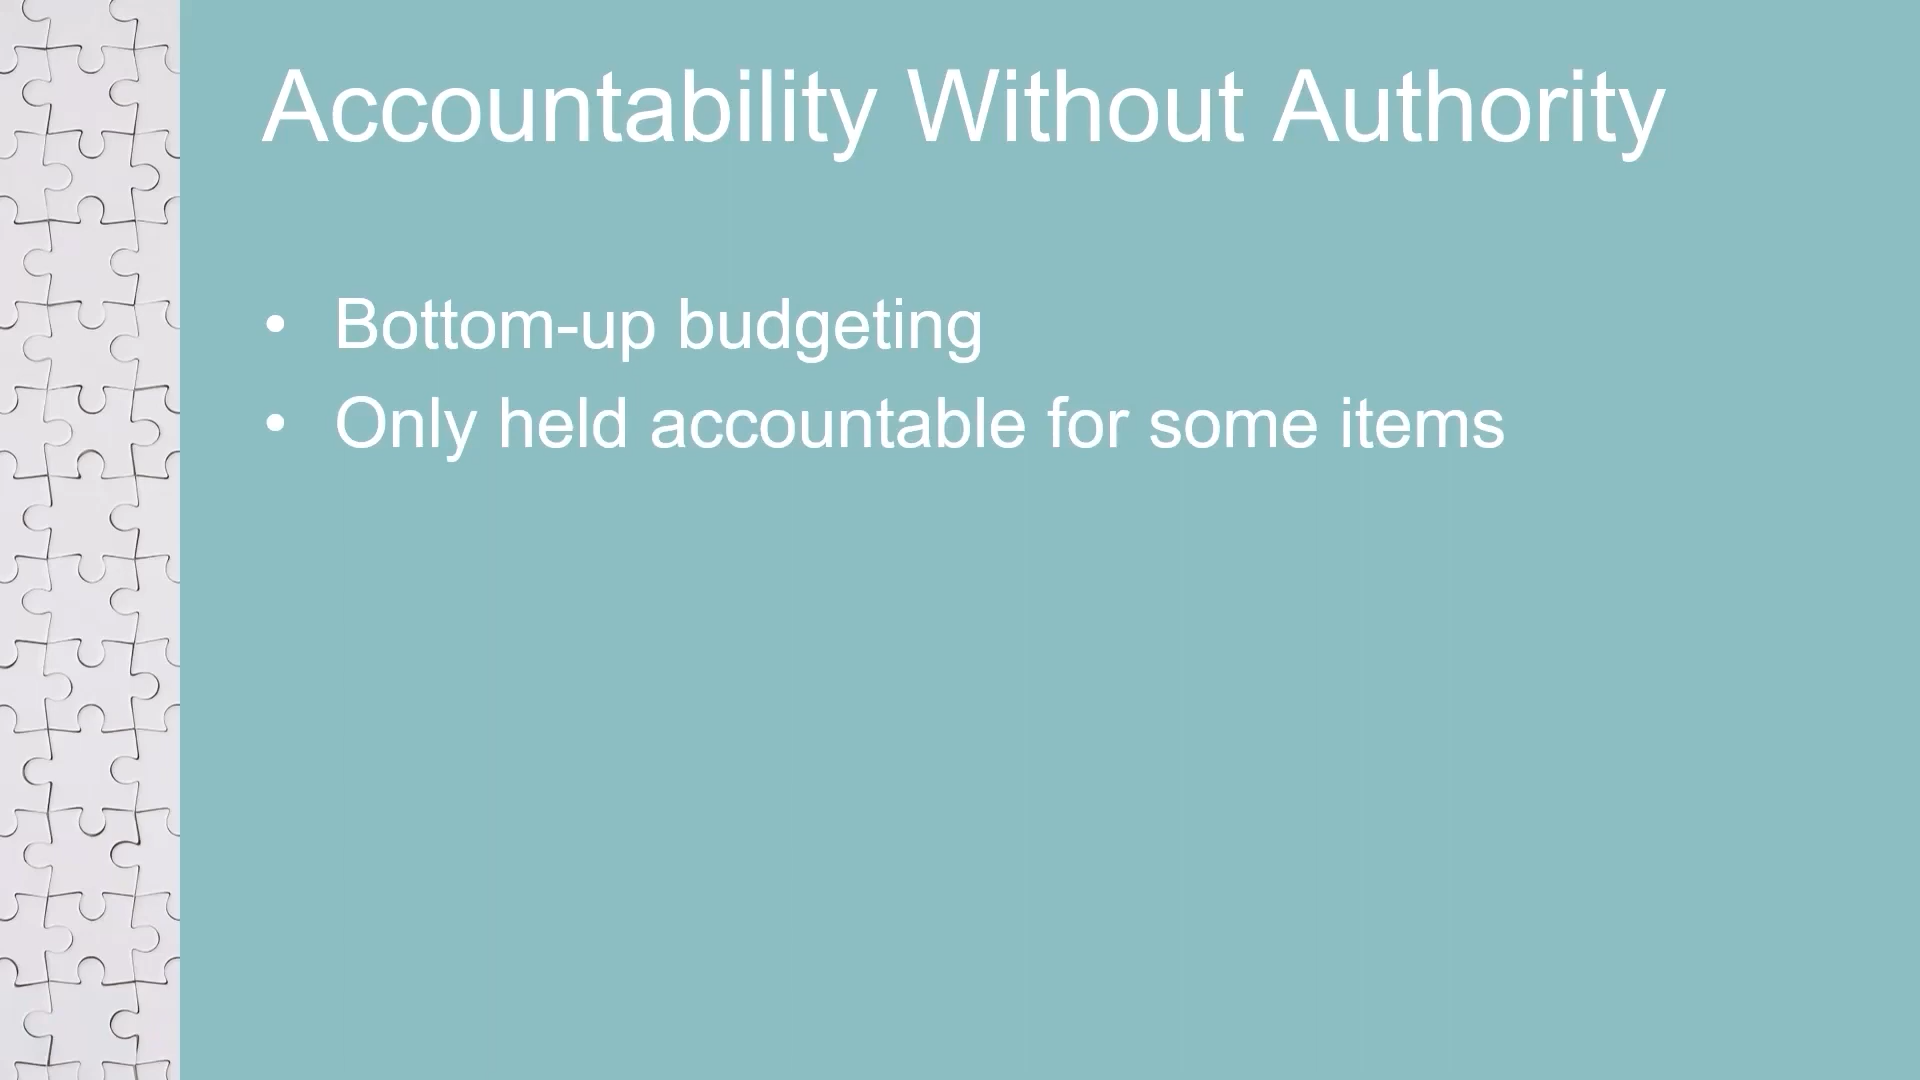 Accountability Without Authority
• Bottom-up budgeting
• Only held accountable for some items